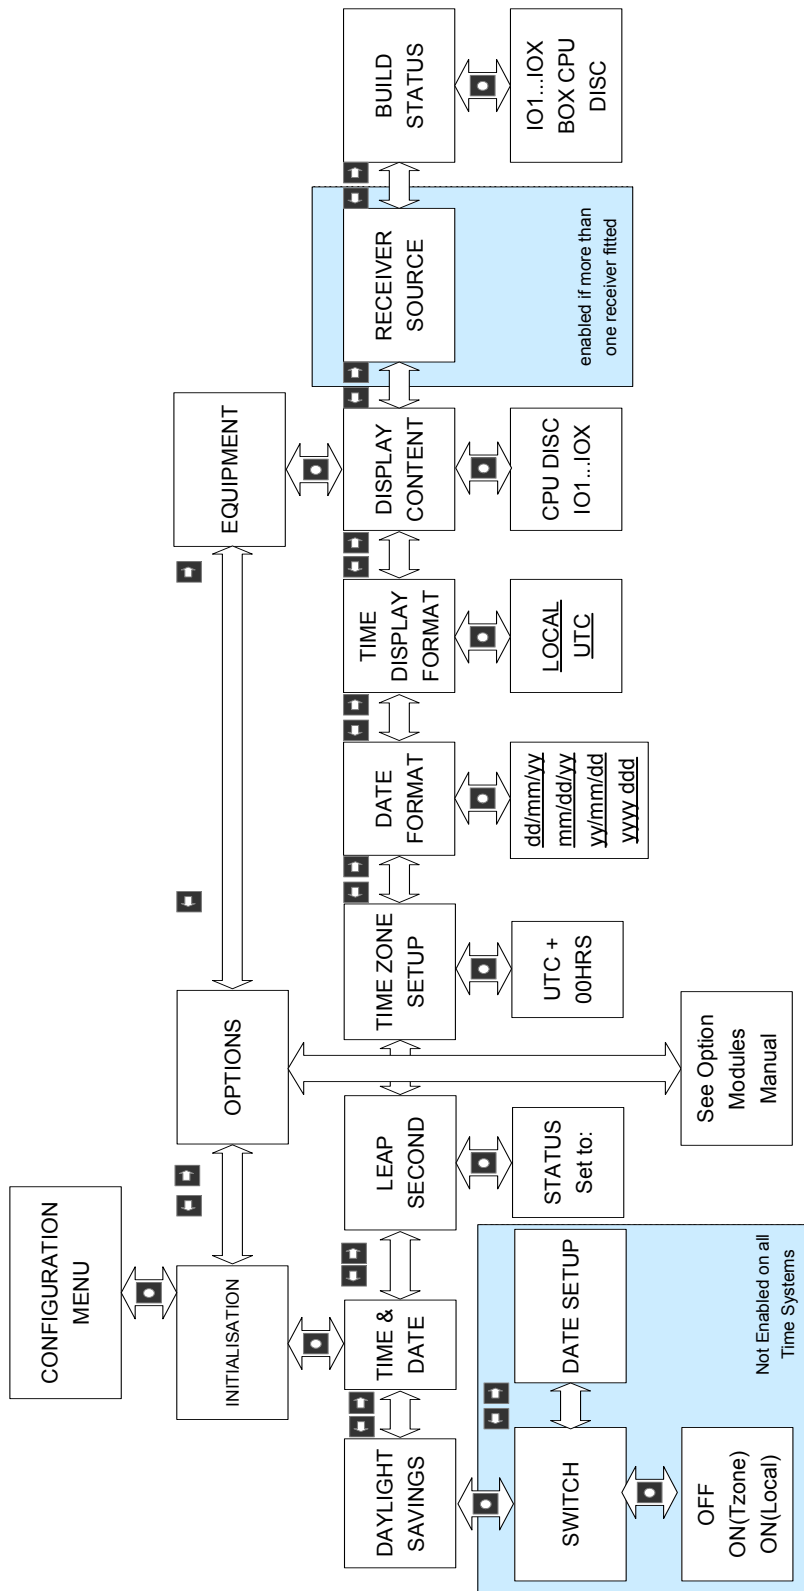 CONFIGURATION
MENU
INITIALISATION
OPTIONS
EQUIPMENT
DAYLIGHT
SAVINGS
TIME &
DATE
LEAP
SECOND
TIME ZONE
SETUP
DATE
FORMAT
TIME
DISPLAY
FORMAT
DISPLAY
CONTENT
RECEIVER
SOURCE
BUILD
STATUS
SWITCH
DATE SETUP
STATUS
Set to:
UTC +
00HRS
dd/mm/yy
mm/dd/yy
yy/mm/dd
yyyy ddd
LOCAL
UTC
CPU DISC
IO1...IOX
enabled if more than
one receiver fitted
IO1...IOX
BOX CPU
DISC
OFF
ON(Tzone)
ON(Local)
Not Enabled on all
Time Systems
See Option
Modules
Manual